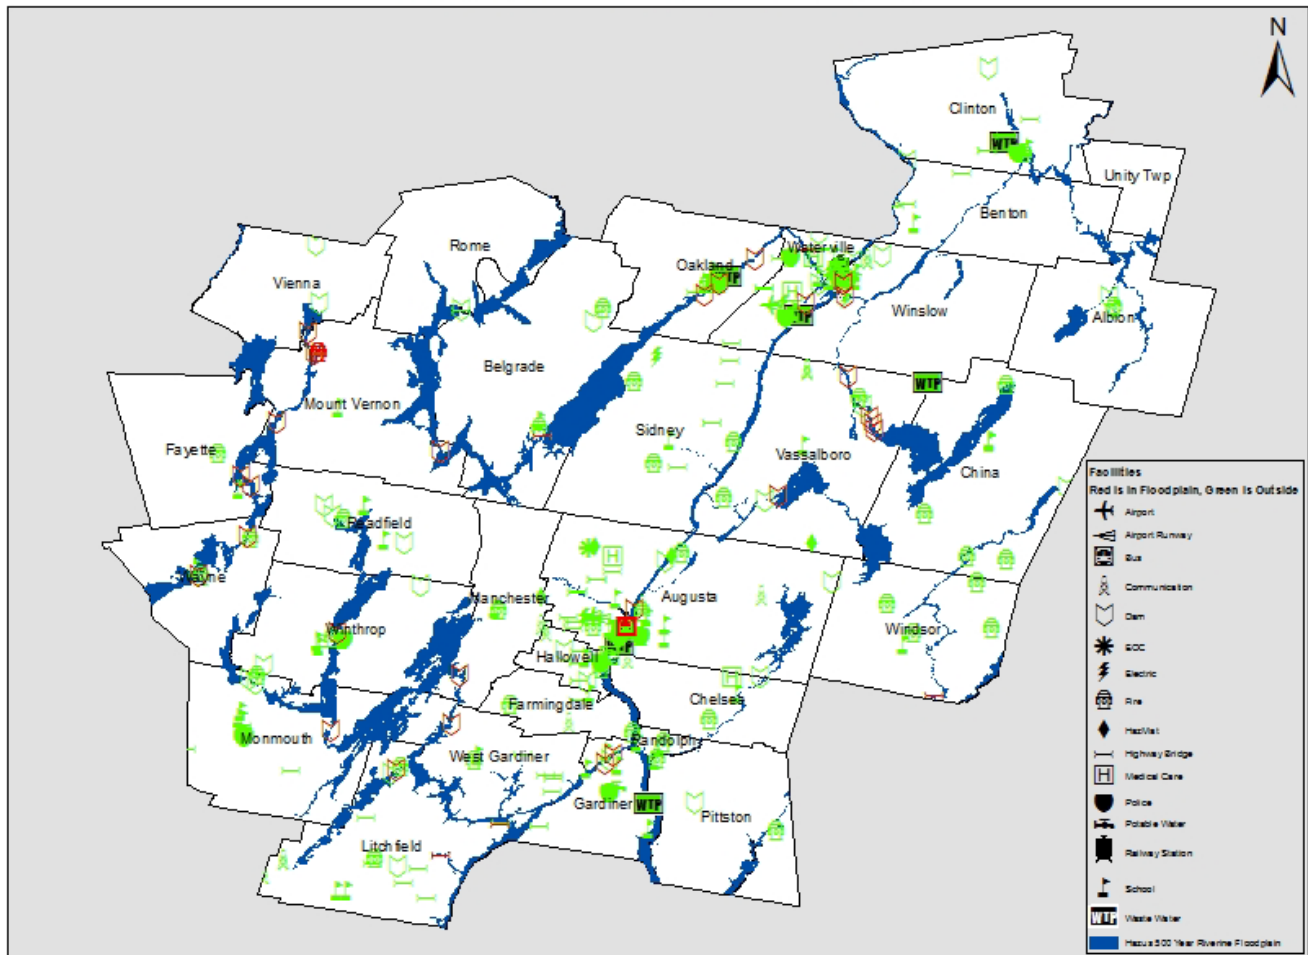 N
Clinton
WTP
Unity Twp
Benton
Rome
Waterville
Oakland
Vienna
Winslow
Albion
WTP
Belgrade
WTP
Mount Vernon
Sidney
Fayette
Vassalboro
China
Readfield
Wayne
Manchester
Augusta
Winthrop
Windsor
Hallowell
Chelsea
Farmingdale
Randolph
Monmouth
West Gardiner
Gardiner
WTP
Pittston
Litchfield
Facilities
Red is in Floodplain, Green is Outside
Airport
Airport Runway
Bus
Communication
Dam
EOC
Electric
Fire
HazMat
Highway Bridge
H Medical Care
Police
Potable Water
Railway Station
School
WTP Waste Water
Hazus 500 Year Riverine Floodplain